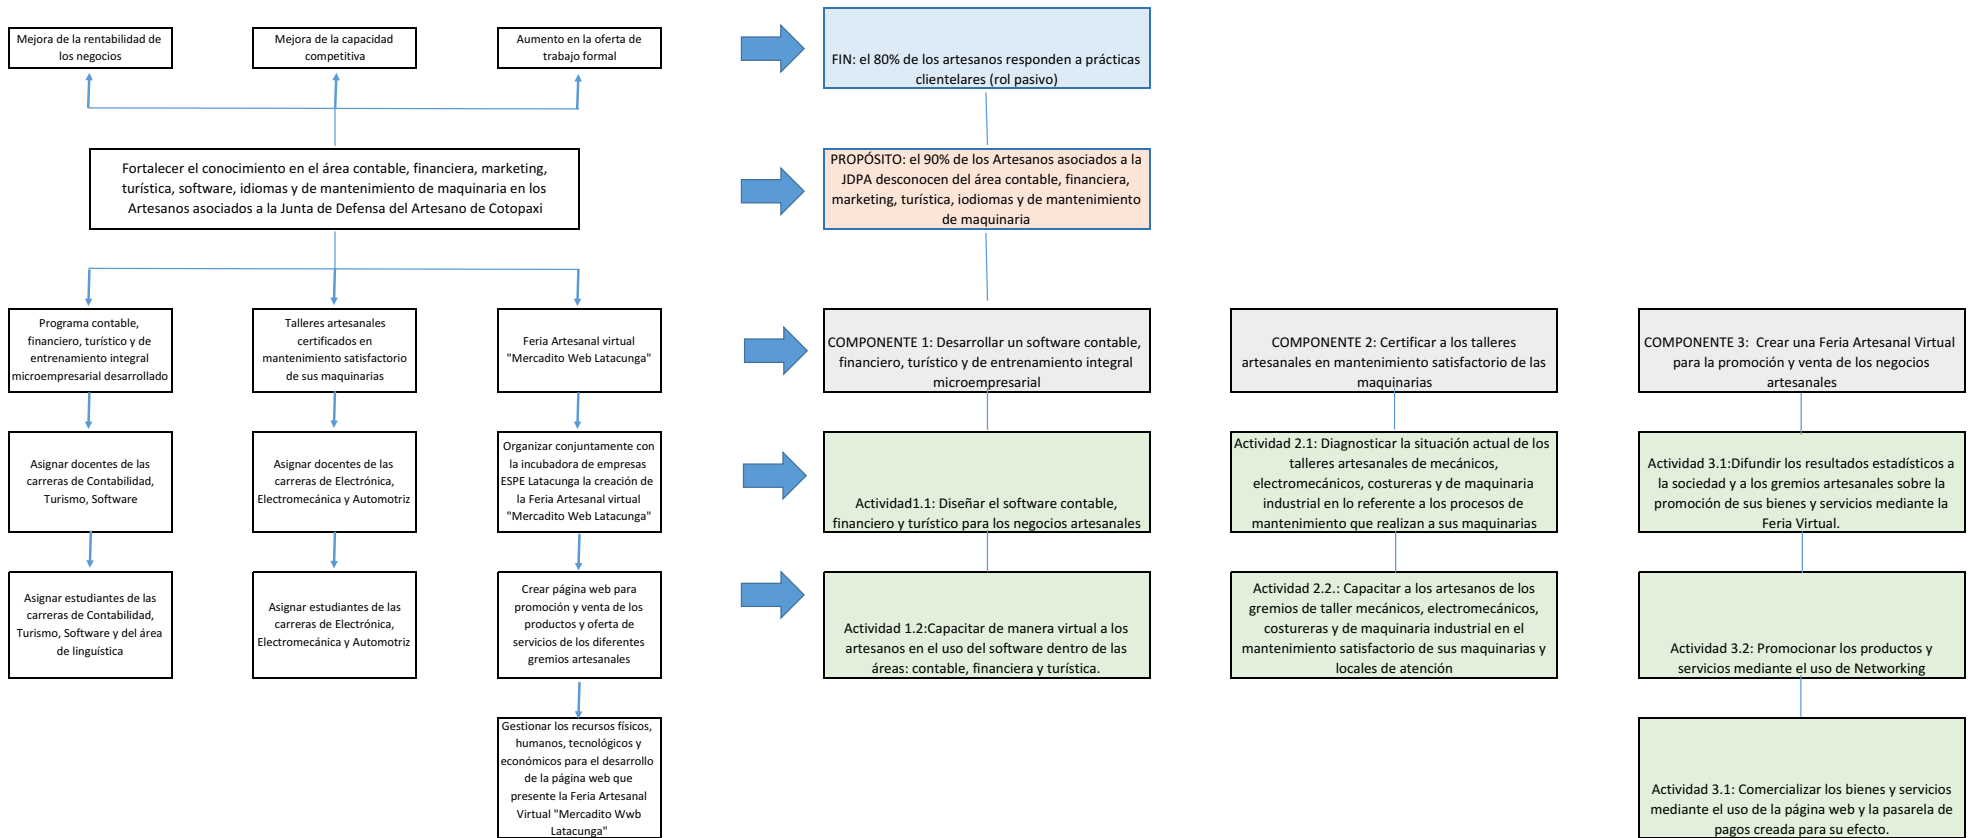 Mejora de la rentabilidad de
los negocios
Mejora de la capacidad
competitiva
Aumento en la oferta de
trabajo formal
FIN: el 80% de los artesanos responden a prácticas
clientelares (rol pasivo)
Fortalecer el conocimiento en el área contable, financiera, marketing,
turística, software, idiomas y de mantenimiento de maquinaria en los
Artesanos asociados a la Junta de Defensa del Artesano de Cotopaxi
PROPÓSITO: el 90% de los Artesanos asociados a la
JDPA desconocen del área contable, financiera,
marketing, turística, iodiomas y de mantenimiento
de maquinaria
Programa contable,
financiero, turístico y de
entrenamiento integral
microempresarial desarrollado
Talleres artesanales
certificados en
mantenimiento satisfactorio
de sus maquinarias
Feria Artesanal virtual
"Mercadito Web Latacunga"
COMPONENTE 1: Desarrollar un software contable,
financiero, turístico y de entrenamiento integral
microempresarial
COMPONENTE 2: Certificar a los talleres
artesanales en mantenimiento satisfactorio de las
maquinarias
COMPONENTE 3:  Crear una Feria Artesanal Virtual
para la promoción y venta de los negocios
artesanales
Asignar docentes de las
carreras de Contabilidad,
Turismo, Software
Asignar docentes de las
carreras de Electrónica,
Electromecánica y Automotriz
Organizar conjuntamente con
la incubadora de empresas
ESPE Latacunga la creación de
la Feria Artesanal virtual
"Mercadito Web Latacunga"
Actividad1.1: Diseñar el software contable,
financiero y turístico para los negocios artesanales
Actividad 2.1: Diagnosticar la situación actual de los
talleres artesanales de mecánicos,
electromecánicos, costureras y de maquinaria
industrial en lo referente a los procesos de
mantenimiento que realizan a sus maquinarias
Actividad 3.1:Difundir los resultados estadísticos a
la sociedad y a los gremios artesanales sobre la
promoción de sus bienes y servicios mediante la
Feria Virtual.
Asignar estudiantes de las
carreras de Contabilidad,
Turismo, Software y del área
de linguística
Asignar estudiantes de las
carreras de Electrónica,
Electromecánica y Automotriz
Crear página web para
promoción y venta de los
productos y oferta de
servicios de los diferentes
gremios artesanales
Actividad 1.2:Capacitar de manera virtual a los
artesanos en el uso del software dentro de las
áreas: contable, financiera y turística.
Actividad 2.2.: Capacitar a los artesanos de los
gremios de taller mecánicos, electromecánicos,
costureras y de maquinaria industrial en el
mantenimiento satisfactorio de sus maquinarias y
locales de atención
Actividad 3.2: Promocionar los productos y
servicios mediante el uso de Networking
Gestionar los recursos físicos,
humanos, tecnológicos y
económicos para el desarrollo
de la página web que
presente la Feria Artesanal
Virtual "Mercadito Wwb
Latacunga"
Actividad 3.1: Comercializar los bienes y servicios
mediante el uso de la página web y la pasarela de
pagos creada para su efecto.